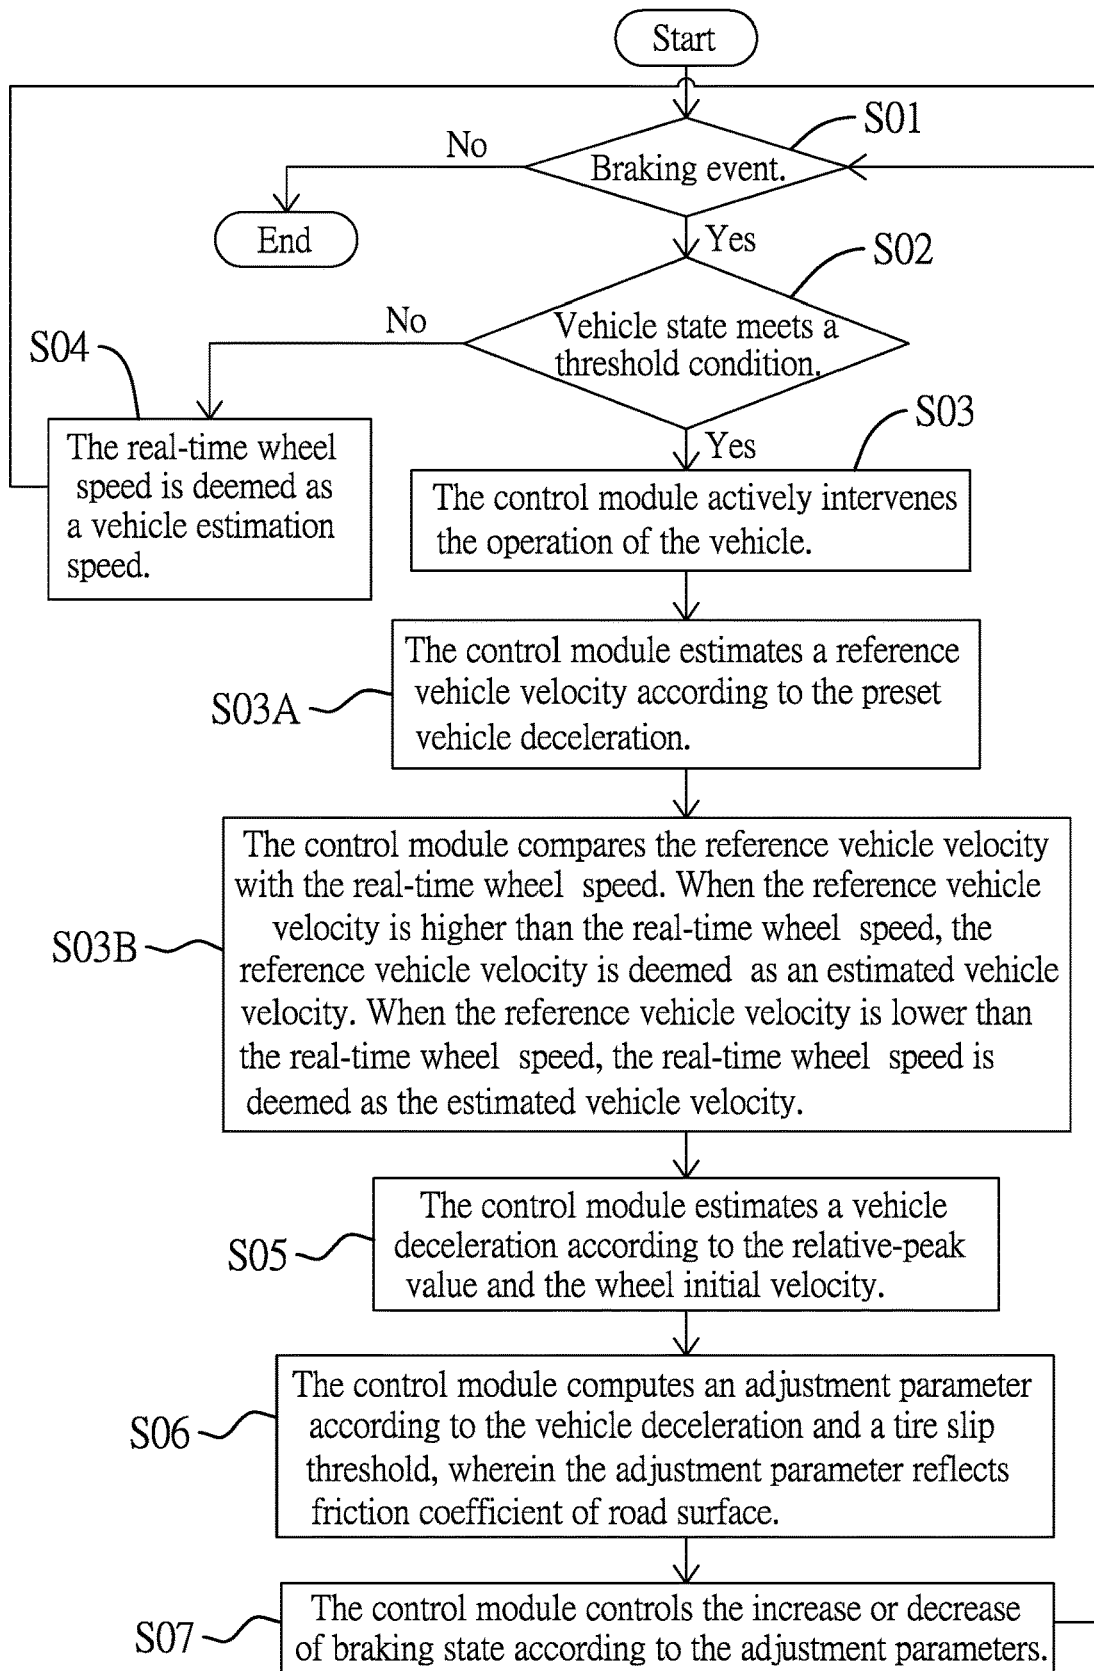 Start
S01
No
Braking event.
End
Yes
S02
No
Vehicle state meets a
threshold condition.
S04
S03
Yes
The real-time wheel
speed is deemed as
a vehicle estimation
speed.
The control module actively intervenes
the operation of the vehicle.
The control module estimates a reference
vehicle velocity according to the preset
vehicle deceleration.
S03A
The control module compares the reference vehicle velocity
with the real-time wheel speed. When the reference vehicle
velocity is higher than the real-time wheel speed, the
reference vehicle velocity is deemed as an estimated vehicle
velocity. When the reference vehicle velocity is lower than
the real-time wheel speed, the real-time wheel speed is
deemed as the estimated vehicle velocity.
S03B
The control module estimates a vehicle
deceleration according to the relative-peak
value and the wheel initial velocity.
S05
The control module computes an adjustment parameter
according to the vehicle deceleration and a tire slip
threshold, wherein the adjustment parameter reflects
friction coefficient of road surface.
S06
The control module controls the increase or decrease
of braking state according to the adjustment parameters.
S07